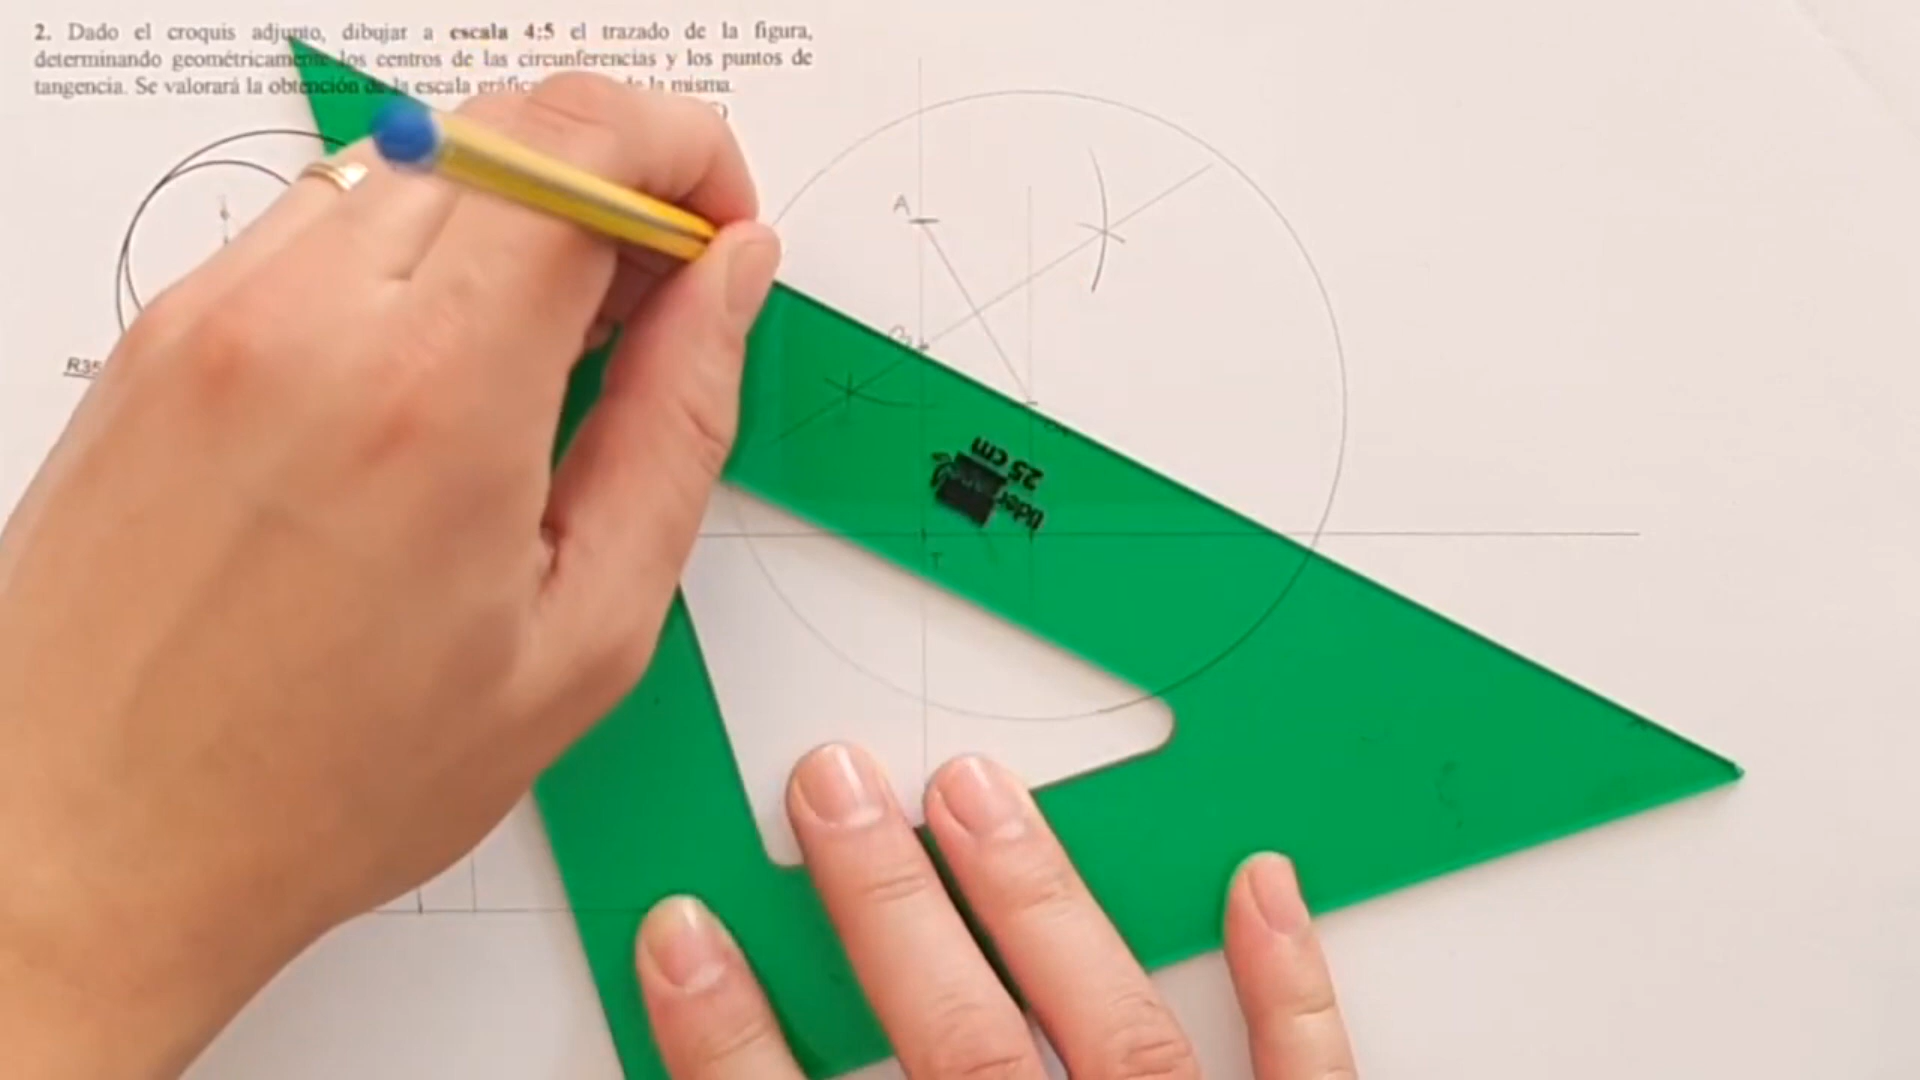 2. Dado el croquis adjunto, dibujar a escala 4:5 el trazado de la figura,
determinando geométricamente los centros de las circunferencias y los puntos de
tangencia. Se valorará la obtención de la escala gráfica de la misma.
A
R35
25 cm
T